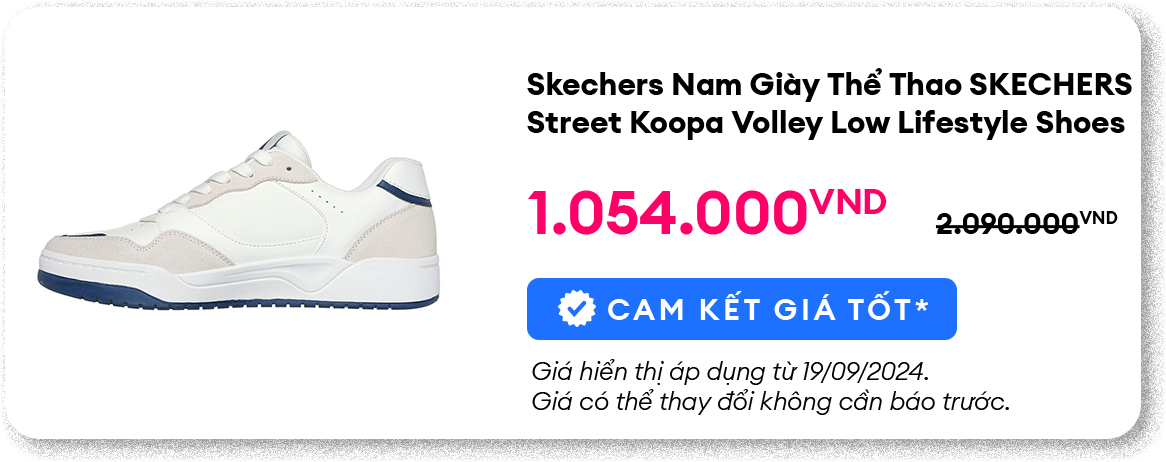 Skechers Nam Giày Thể Thao SKECHERS
Street Koopa Volley Low Lifestyle Shoes
1.054.000VND
2.090.000VND
CAM KẾT GIÁ TỐT*
Giá hiển thị áp dụng từ 19/09/2024.
Giá có thể thay đổi không cần báo trước.